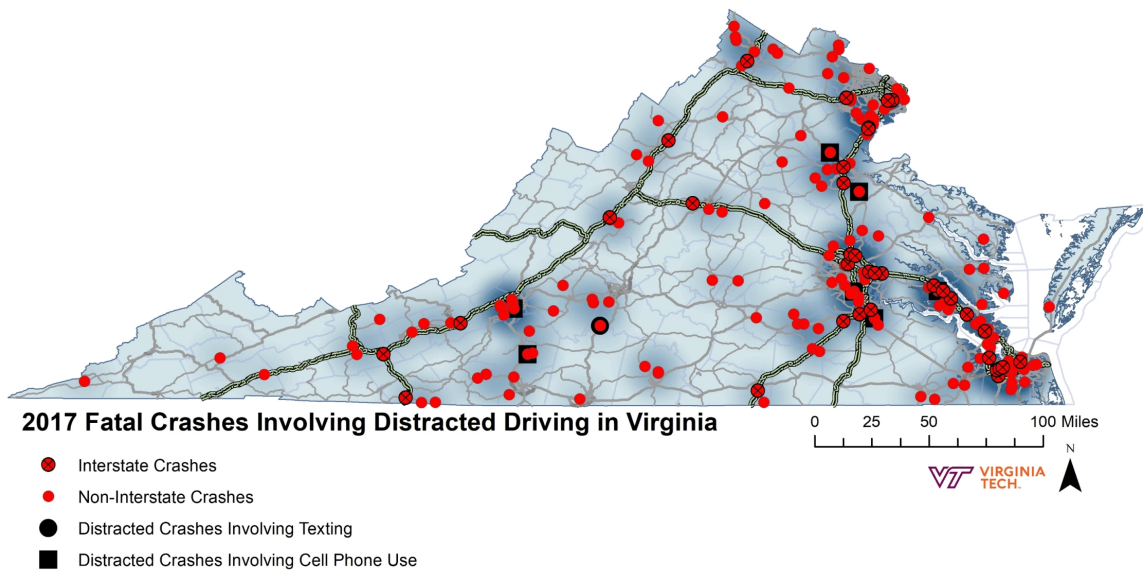 2017 Fatal Crashes Involving Distracted Driving in Virginia
Interstate Crashes
Non-Interstate Crashes
Distracted Crashes Involving Texting
Distracted Crashes Involving Cell Phone Use
0 25 50 100 Miles
N
VT VIRGINIA
TECH.